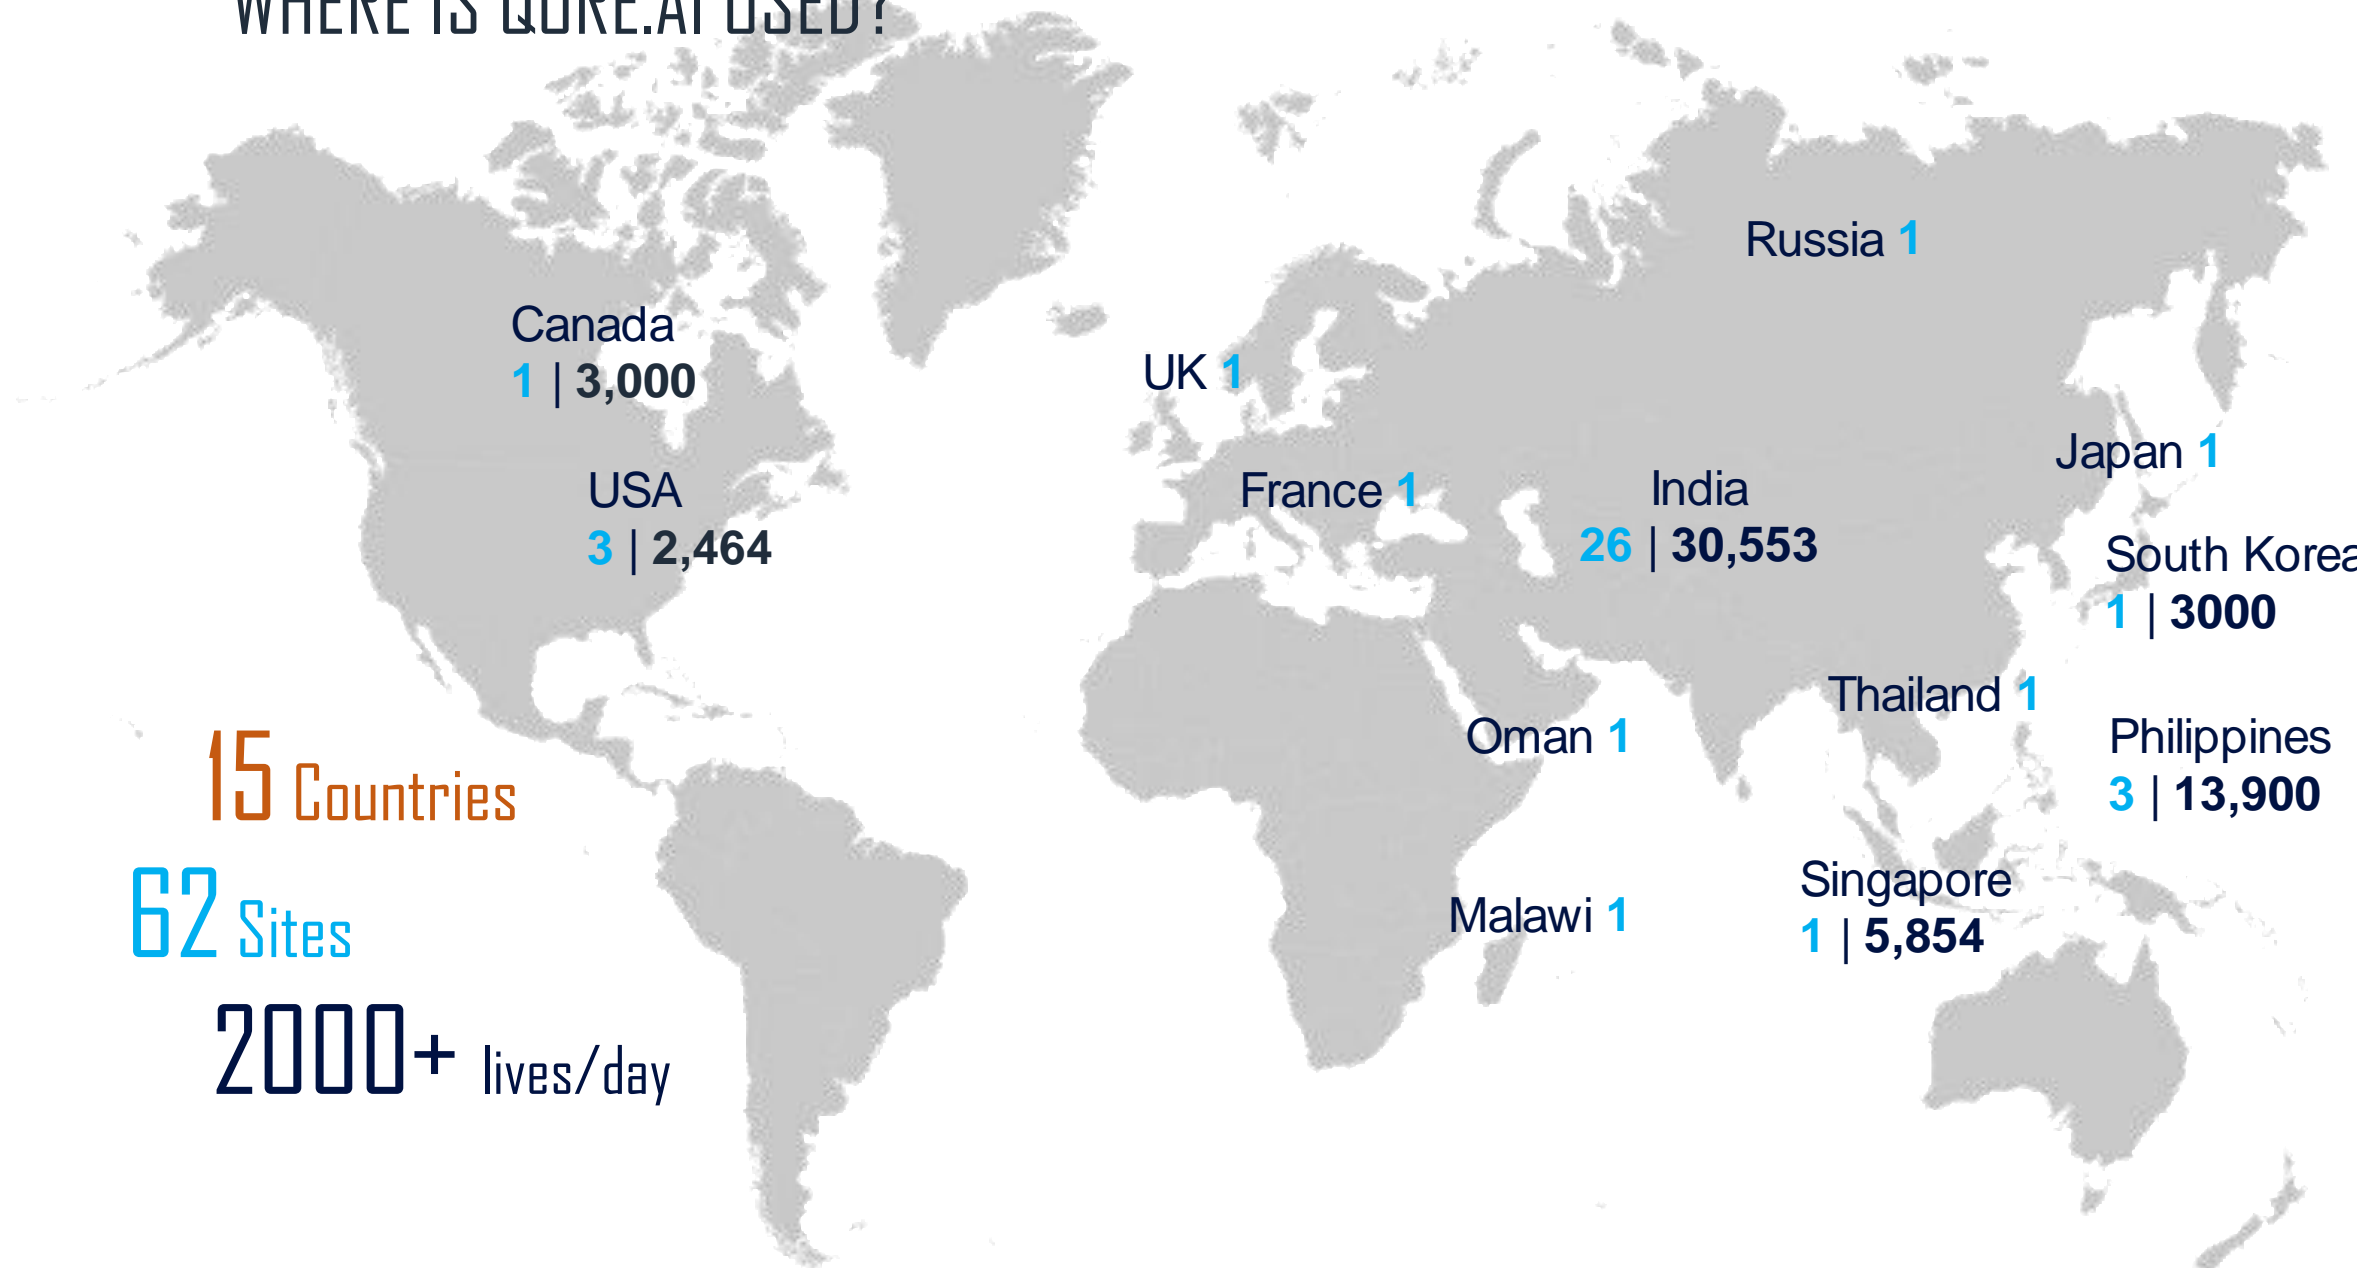 WHERE IS QURE.AI USED?
Russia 1
Canada
1 | 3,000
UK 1
Japan 1
USA
3 | 2,464
France 1
India
26 | 30,553
South Korea
1 | 3000
Thailand 1
Oman 1
Philippines
3 | 13,900
15 Countries
Singapore
1 | 5,854
Malawi 1
62 Sites
2000+ lives/day